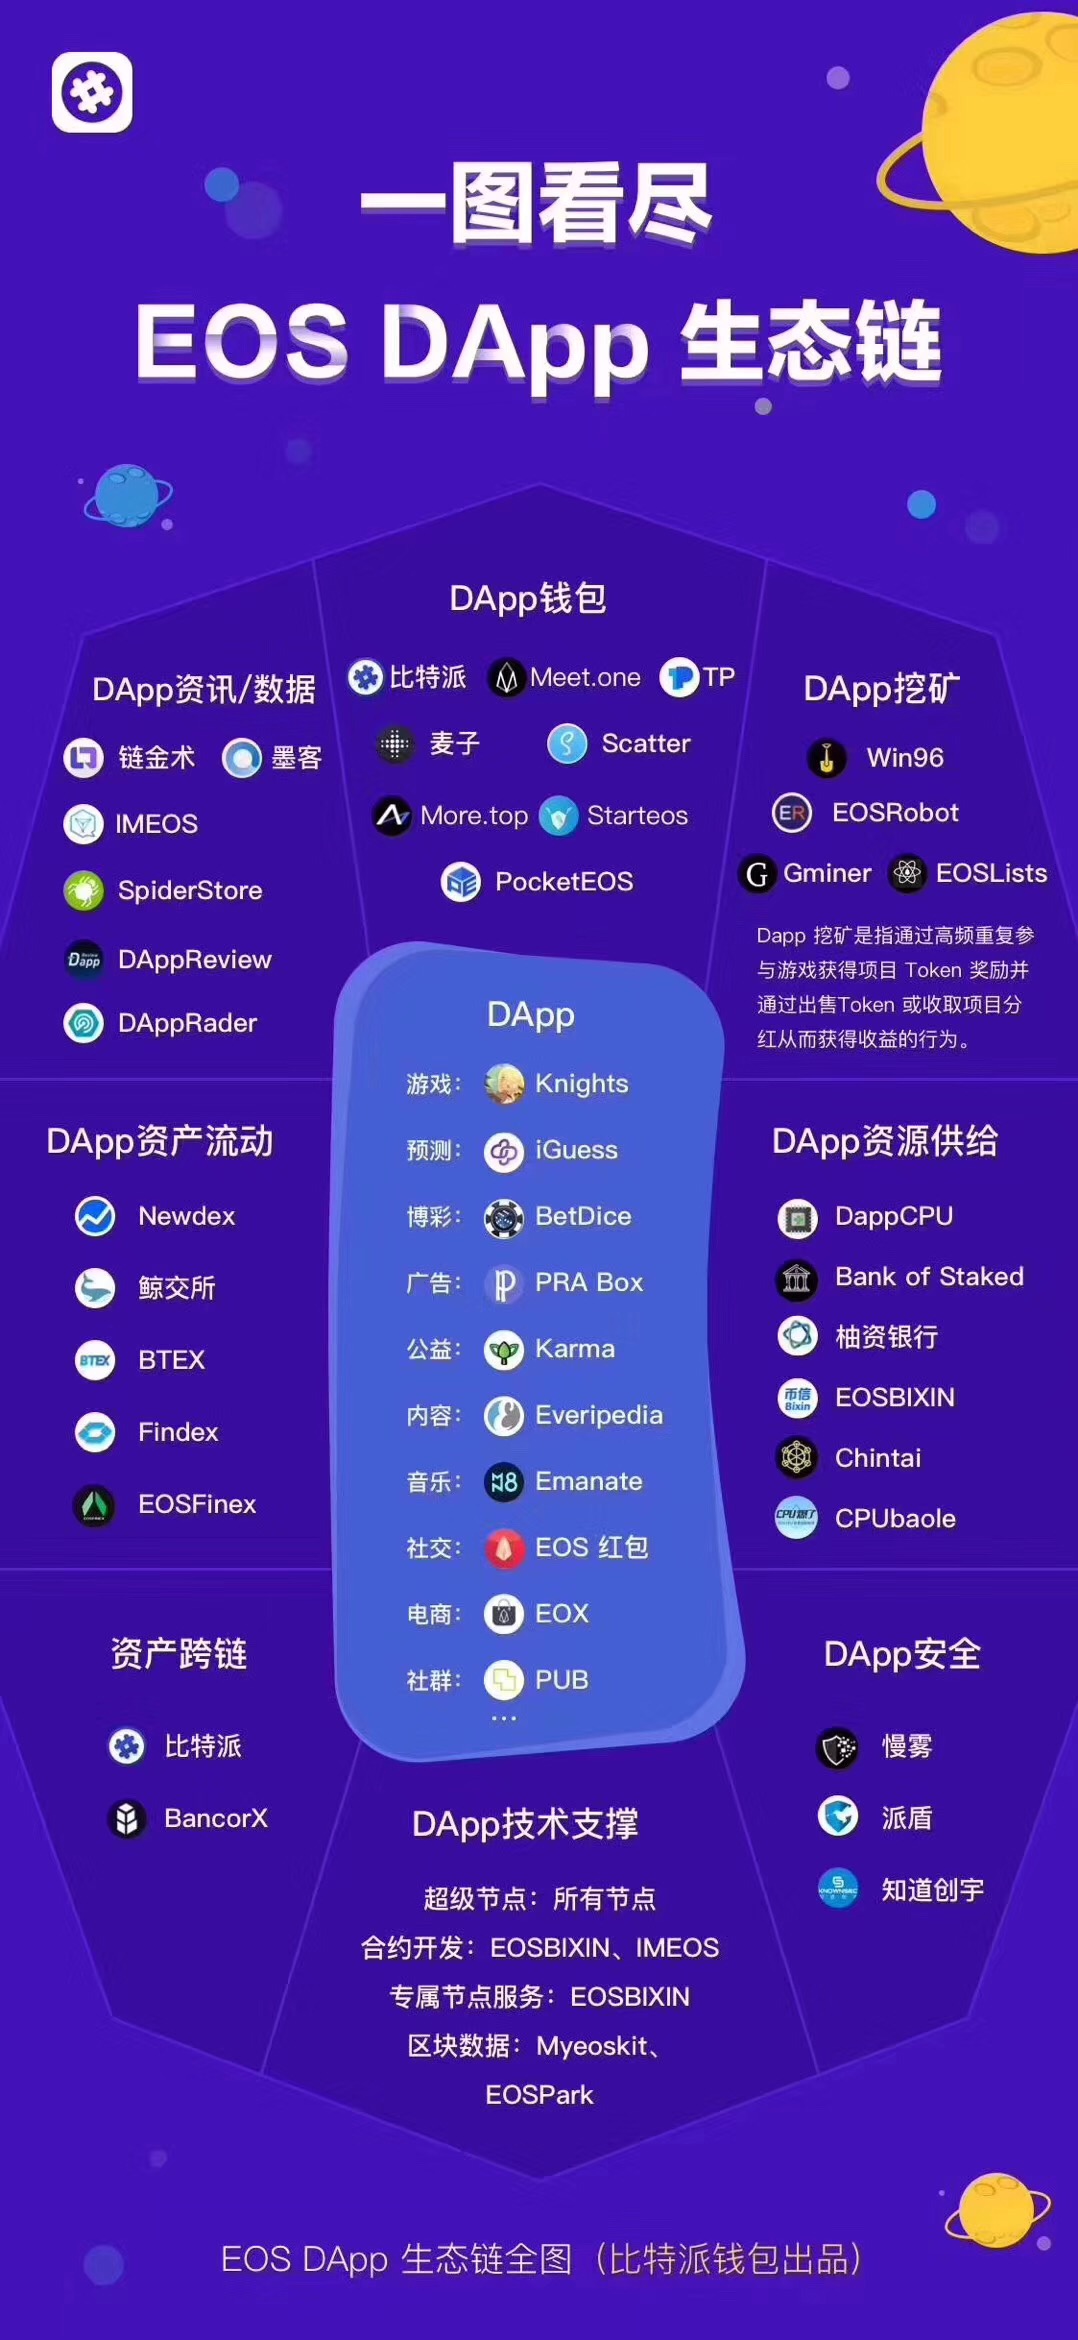 一图看尽
EOS DApp 生态链
DApp钱包
比特派 Meet.one TP
麦子 Scatter
More.top Starteos
PocketEOS
DApp资讯/数据
链金术 墨客
IMEOS
SpiderStore
DAppReview
DAppRader
DApp挖矿
Win96
EOSRobot
Gminer EOSLists
Dapp 挖矿是指通过高频重复参
与游戏获得项目 Token 奖励并
通过出售Token 或收取项目分
红从而获得收益的行为。
DApp
游戏： Knights
预测： iGuess
博彩： BetDice
广告： PRA Box
公益： Karma
内容： Everipedia
音乐： Emanate
社交： EOS 红包
电商： EOX
社群： PUB
...
DApp资产流动
Newdex
鲸交所
BTEX BTEX
Findex
EOSFinex
DApp资源供给
DappCPU
Bank of Staked
柚资银行
币信
Bixin
EOSBIXIN
Chintai
CPUbaole
资产跨链
比特派
BancorX
DApp安全
慢雾
派盾
知道创宇
DApp技术支撑
超级节点：所有节点
合约开发：EOSBIXIN、IMEOS
专属节点服务：EOSBIXIN
区块数据：Myeoskit、
EOSPark
EOS DApp 生态链全图（比特派钱包出品）